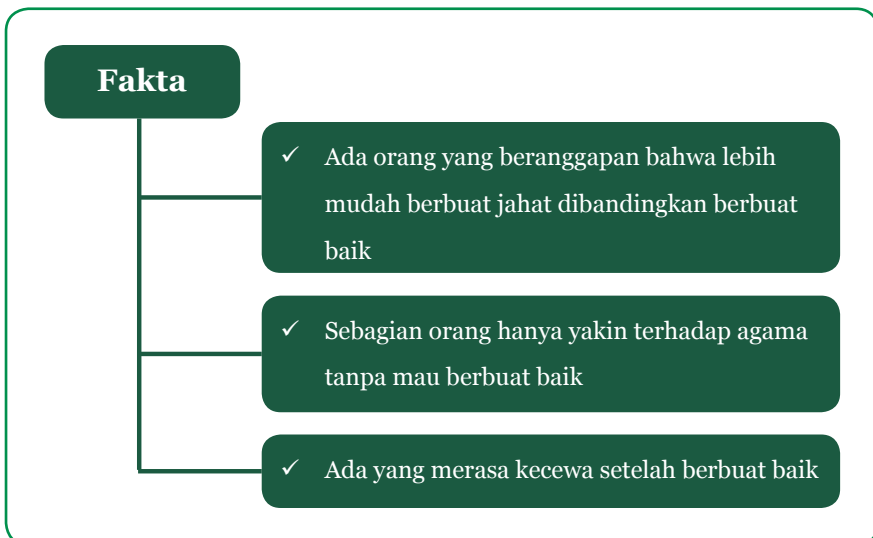 Fakta
✓ Ada orang yang beranggapan bahwa lebih
mudah berbuat jahat dibandingkan berbuat
baik
✓ Sebagian orang hanya yakin terhadap agama
tanpa mau berbuat baik
✓ Ada yang merasa kecewa setelah berbuat baik